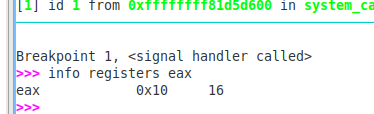 [1] id 1 from 0xffffffff81d5d600 in system_ca
Breakpoint 1, <signal handler called>
>>> info registers eax
eax            0x10     16
>>>